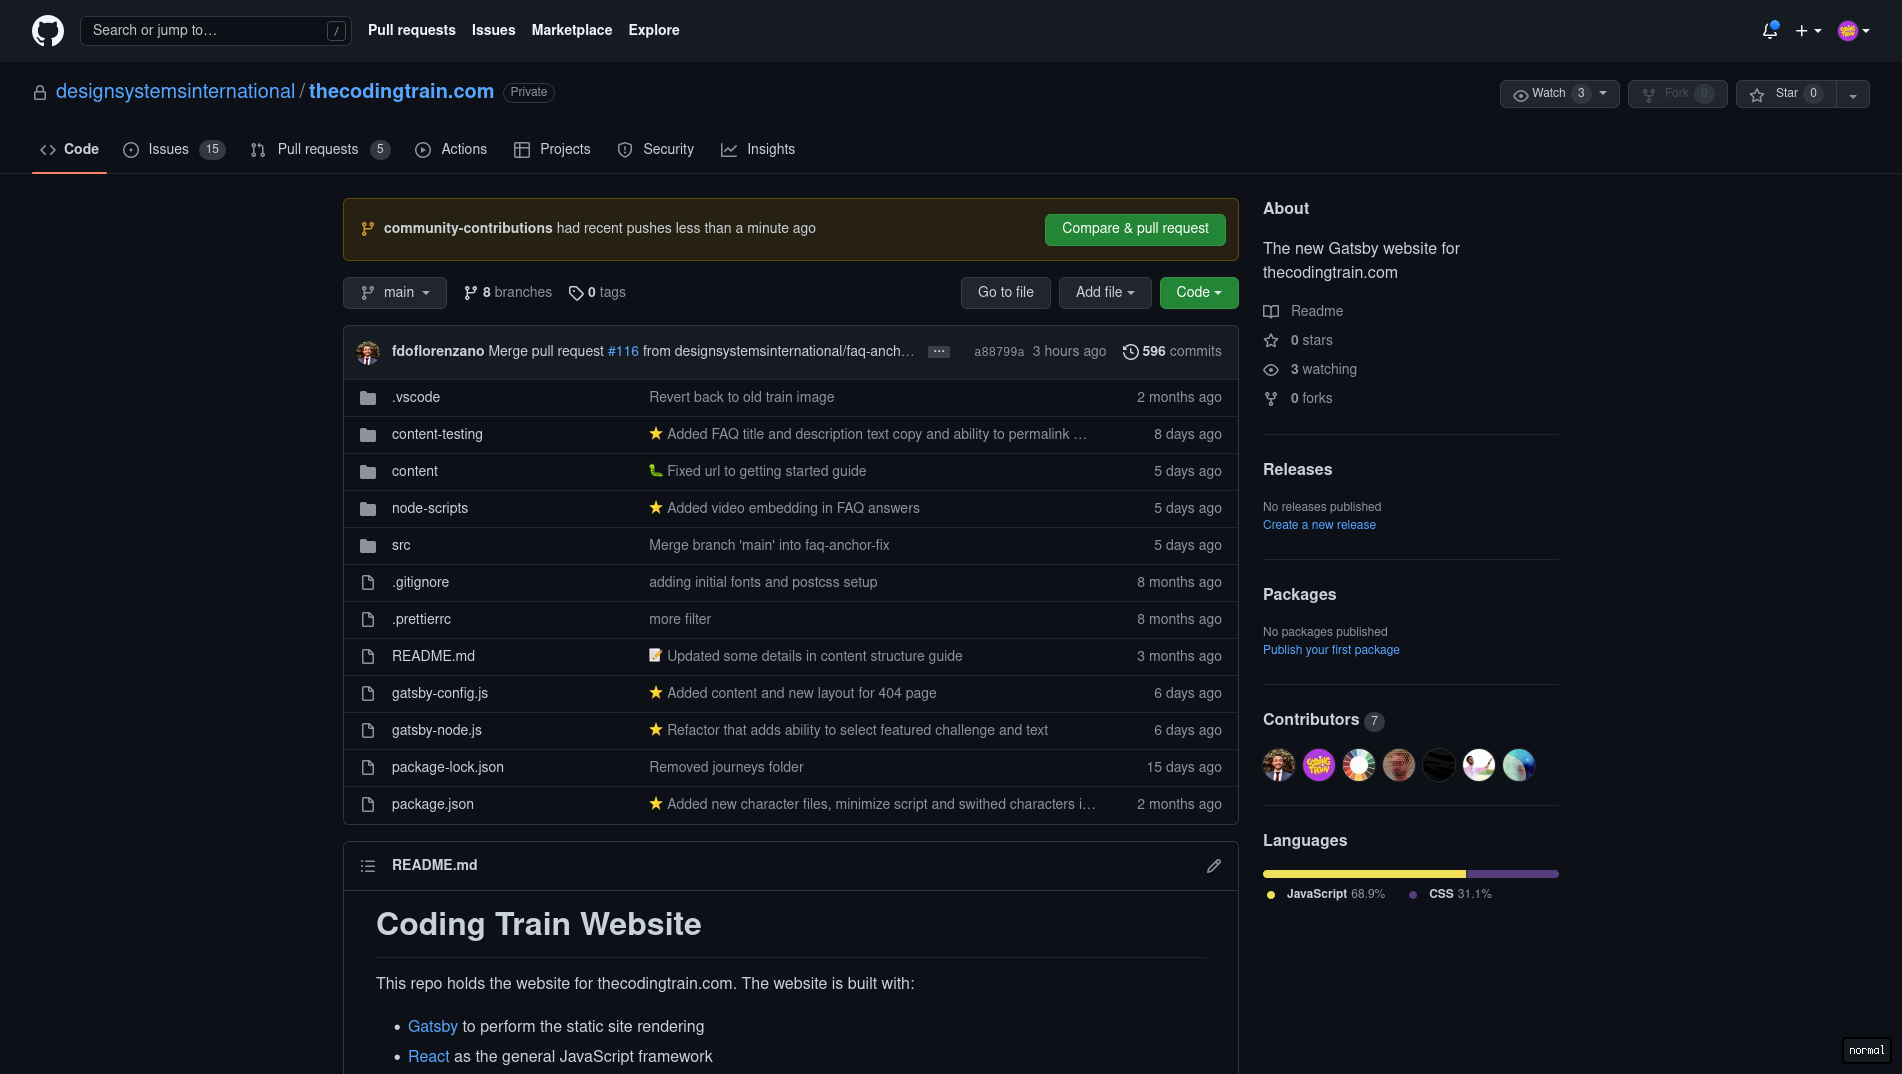 Search or jump to… /
Pull requests Issues Marketplace Explore
designsystemsinternational / thecodingtrain.com Private
Watch 3 Fork 0 Star 0
Code Issues 15 Pull requests 5 Actions Projects Security Insights
community-contributions had recent pushes less than a minute ago Compare & pull request
main 8 branches 0 tags Go to file Add file Code
fdoflorenzano Merge pull request #116 from designsystemsinternational/faq-anch… ... a88799a 3 hours ago 596 commits
.vscode Revert back to old train image 2 months ago
content-testing ⭐ Added FAQ title and description text copy and ability to permalink … 8 days ago
content 🐛 Fixed url to getting started guide 5 days ago
node-scripts ⭐ Added video embedding in FAQ answers 5 days ago
src Merge branch 'main' into faq-anchor-fix 5 days ago
.gitignore adding initial fonts and postcss setup 8 months ago
.prettierrc more filter 8 months ago
README.md 📝 Updated some details in content structure guide 3 months ago
gatsby-config.js ⭐ Added content and new layout for 404 page 6 days ago
gatsby-node.js ⭐ Refactor that adds ability to select featured challenge and text 6 days ago
package-lock.json Removed journeys folder 15 days ago
package.json ⭐ Added new character files, minimize script and swithed characters i… 2 months ago
README.md
Coding Train Website
This repo holds the website for thecodingtrain.com. The website is built with:
• Gatsby to perform the static site rendering
• React as the general JavaScript framework
About
The new Gatsby website for
thecodingtrain.com
Readme
0 stars
3 watching
0 forks
Releases
No releases published
Create a new release
Packages
No packages published
Publish your first package
Contributors 7
CODING TRAIN
Languages
JavaScript 68.9% CSS 31.1%
normal